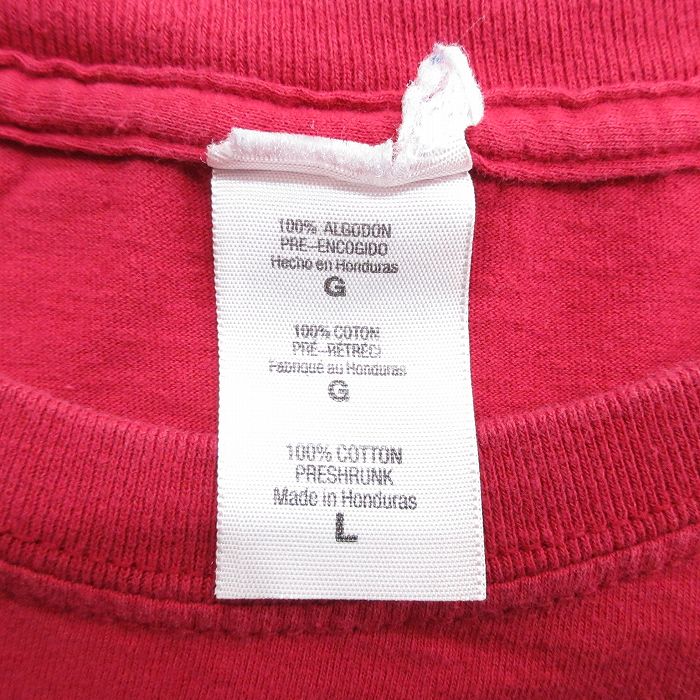 100% ALGODON
PRE-ENCOGIDO
Hecho en Honduras
G
100% COTON
PRÉ-RÉTRÉCI
Fabriqué au Honduras
G
100% COTTON
PRESHRUNK
Made in Honduras
L